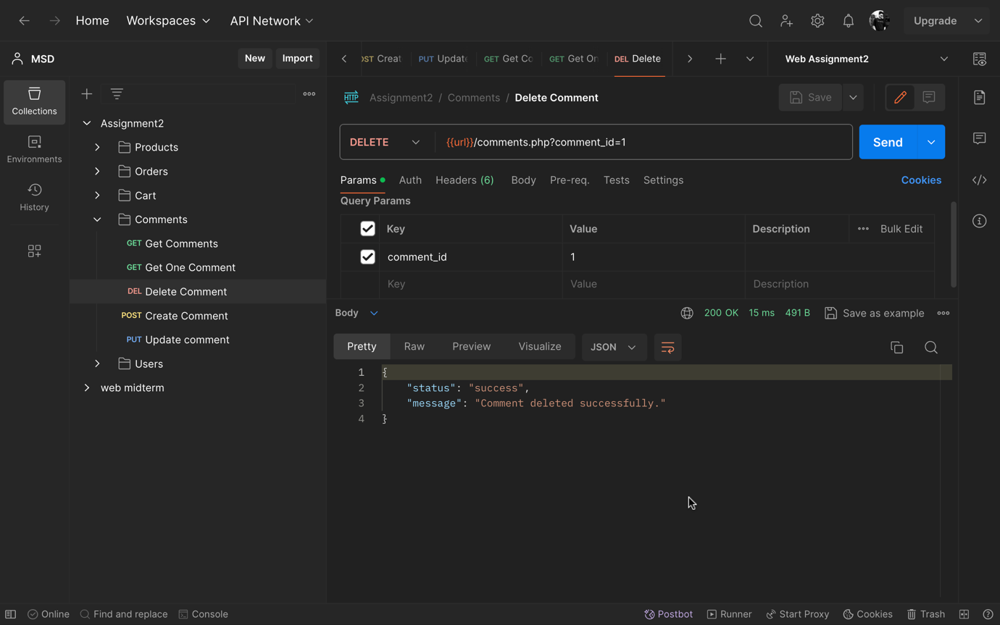 Home Workspaces API Network Upgrade
MSD New Import
Creat PUT Update GET Get Co GET Get On DEL Delete Web Assignment2
Collections
Environments
History
Assignment2
Products
Orders
Cart
Comments
GET Get Comments
GET Get One Comment
DEL Delete Comment
POST Create Comment
PUT Update comment
Users
web midterm
HTTP Assignment2 / Comments / Delete Comment Save
DELETE {{url}}/comments.php?comment_id=1 Send
Params Auth Headers (6) Body Pre-req. Tests Settings Cookies
Query Params
Key Value Description Bulk Edit
comment_id 1
Key Value Description
Body 200 OK 15 ms 491 B Save as example
Pretty Raw Preview Visualize JSON
1 {
2 "status": "success",
3 "message": "Comment deleted successfully."
4 }
Online Find and replace Console Postbot Runner Start Proxy Cookies Trash